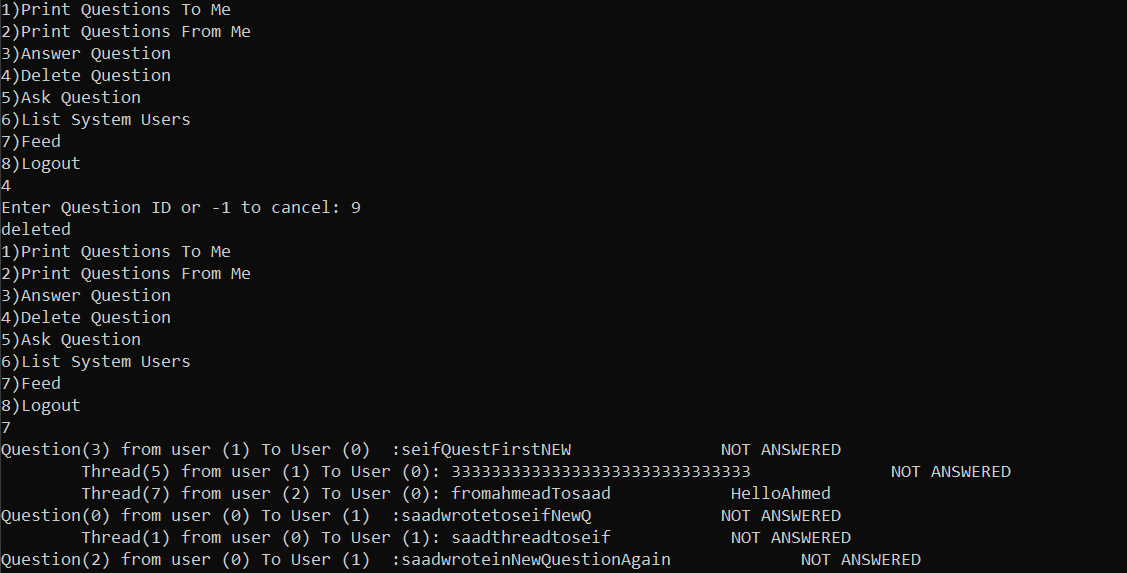 1)Print Questions To Me
2)Print Questions From Me
3)Answer Question
4)Delete Question
5)Ask Question
6)List System Users
7)Feed
8)Logout
4
Enter Question ID or -1 to cancel: 9
deleted
1)Print Questions To Me
2)Print Questions From Me
3)Answer Question
4)Delete Question
5)Ask Question
6)List System Users
7)Feed
8)Logout
7
Question(3) from user (1) To User (0)  :seifQuestFirstNEW               NOT ANSWERED
        Thread(5) from user (1) To User (0): 333333333333333333333333333333              NOT ANSWERED
        Thread(7) from user (2) To User (0): fromahmeadTosaad            HelloAhmed
Question(0) from user (0) To User (1)  :saadwrotetoseifNewQ             NOT ANSWERED
        Thread(1) from user (0) To User (1): saadthreadtoseif            NOT ANSWERED
Question(2) from user (0) To User (1)  :saadwroteinNewQuestionAgain             NOT ANSWERED